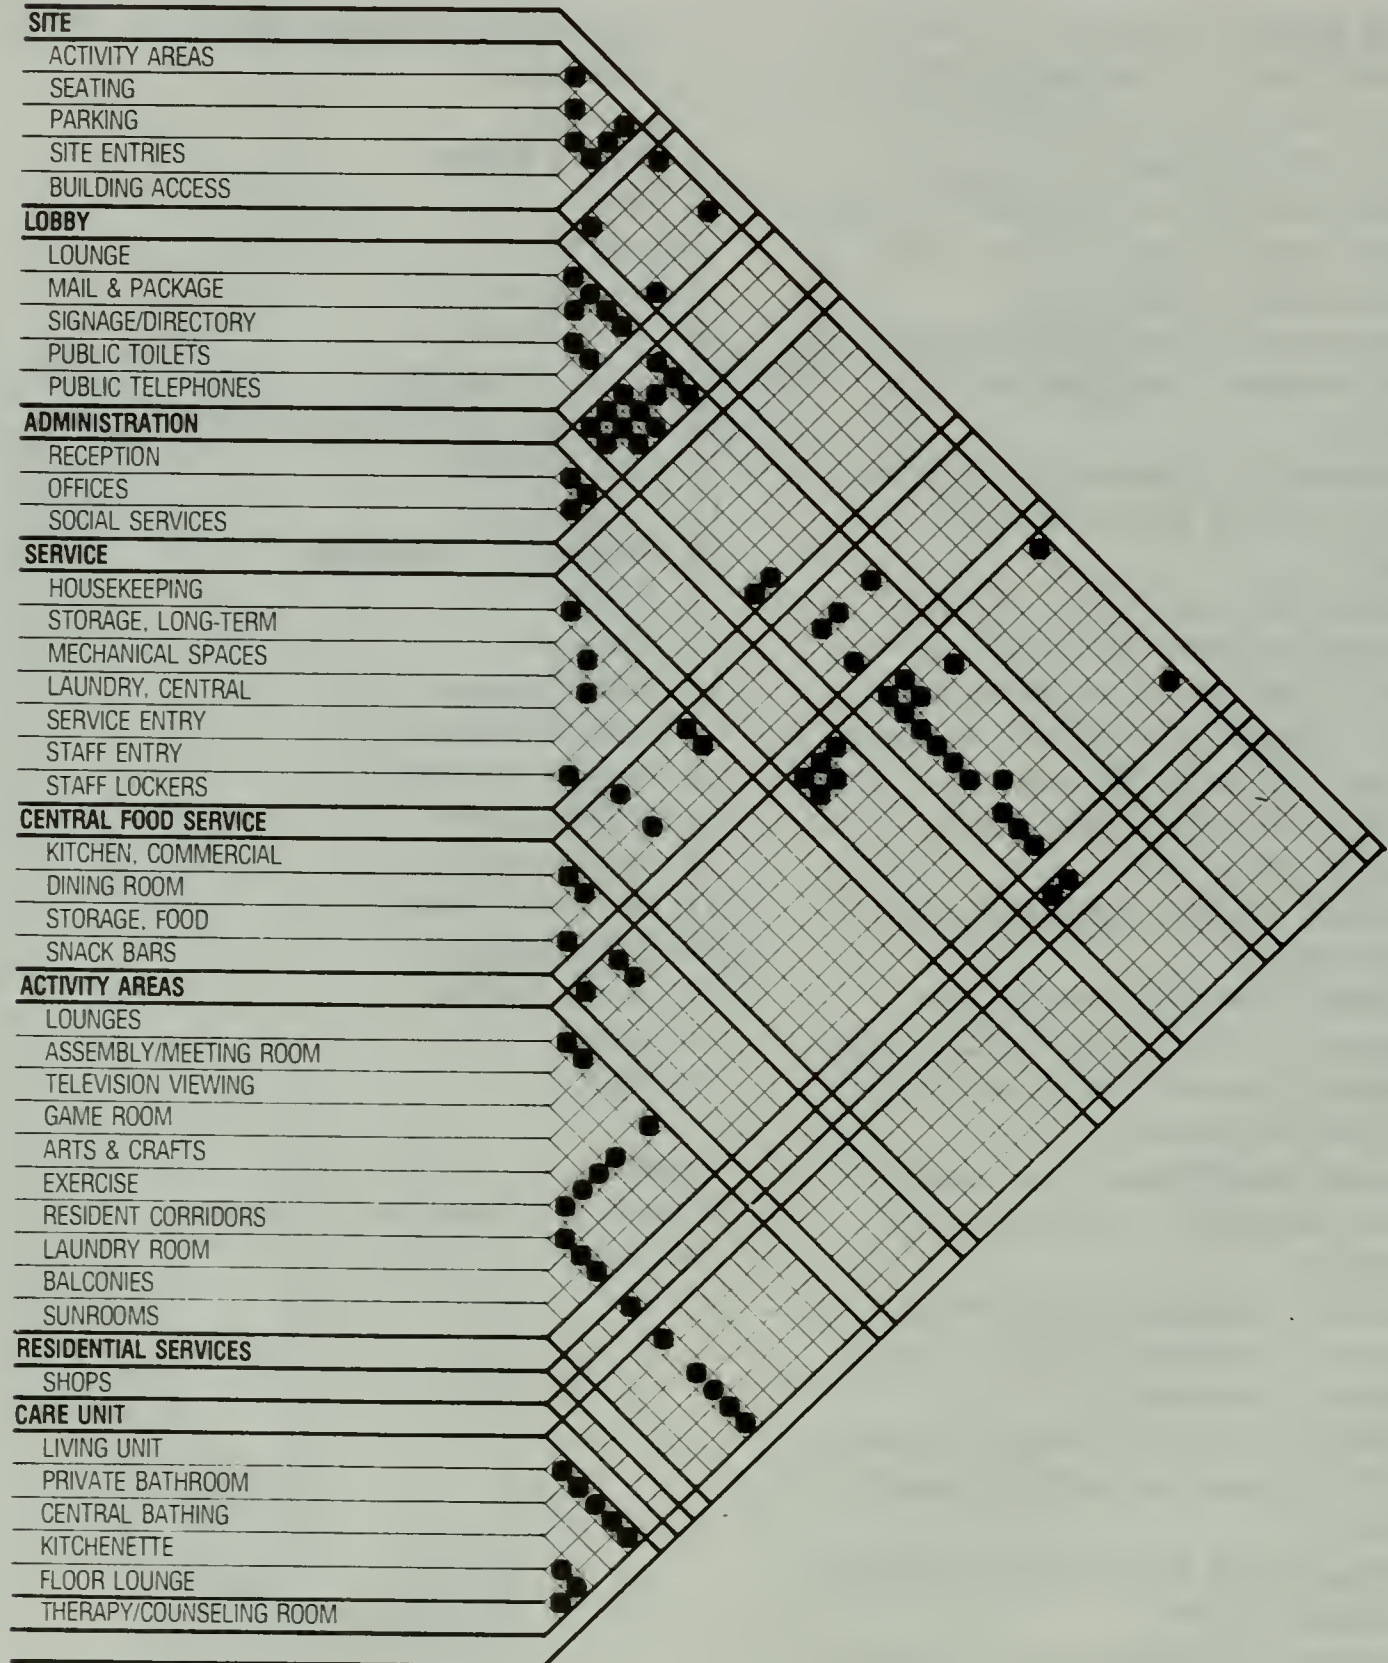 SITE
ACTIVITY AREAS
SEATING
PARKING
SITE ENTRIES
BUILDING ACCESS
LOBBY
LOUNGE
MAIL & PACKAGE
SIGNAGE/DIRECTORY
PUBLIC TOILETS
PUBLIC TELEPHONES
ADMINISTRATION
RECEPTION
OFFICES
SOCIAL SERVICES
SERVICE
HOUSEKEEPING
STORAGE, LONG-TERM
MECHANICAL SPACES
LAUNDRY, CENTRAL
SERVICE ENTRY
STAFF ENTRY
STAFF LOCKERS
CENTRAL FOOD SERVICE
KITCHEN, COMMERCIAL
DINING ROOM
STORAGE, FOOD
SNACK BARS
ACTIVITY AREAS
LOUNGES
ASSEMBLY/MEETING ROOM
TELEVISION VIEWING
GAME ROOM
ARTS & CRAFTS
EXERCISE
RESIDENT CORRIDORS
LAUNDRY ROOM
BALCONIES
SUNROOMS
RESIDENTIAL SERVICES
SHOPS
CARE UNIT
LIVING UNIT
PRIVATE BATHROOM
CENTRAL BATHING
KITCHENETTE
FLOOR LOUNGE
THERAPY/COUNSELING ROOM